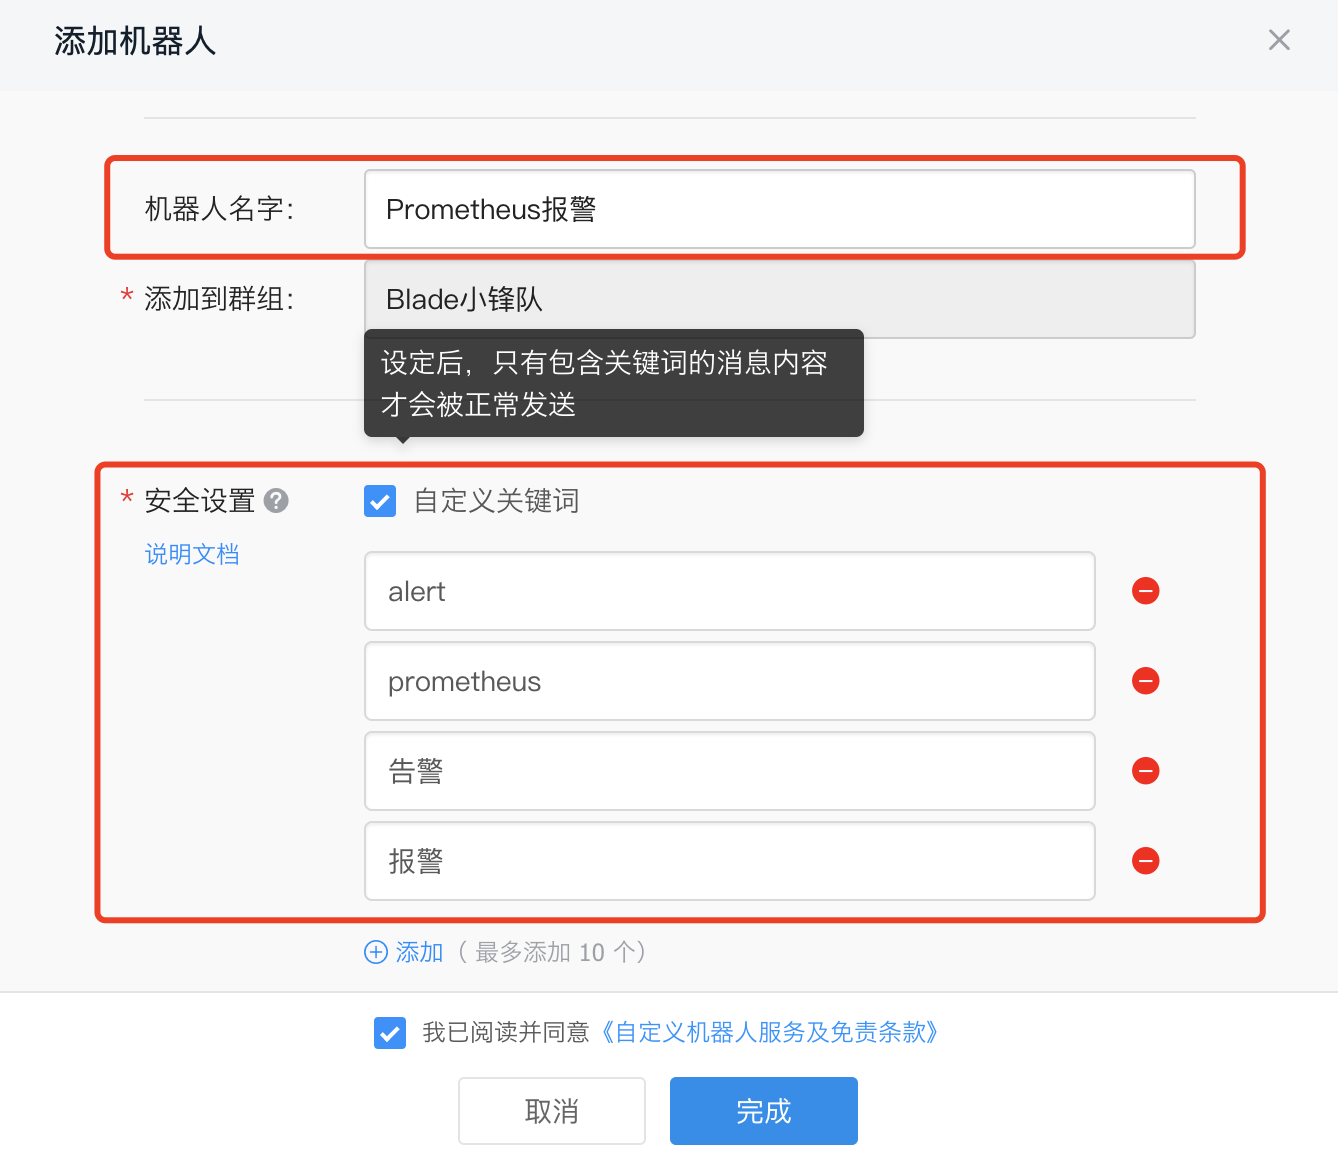 添加机器人
机器人名字： Prometheus报警
* 添加到群组： Blade小锋队
设定后，只有包含关键词的消息内容
才会被正常发送
* 安全设置 ? 自定义关键词
说明文档
alert
prometheus
告警
报警
添加（ 最多添加 10 个）
我已阅读并同意《自定义机器人服务及免责条款》
取消 完成